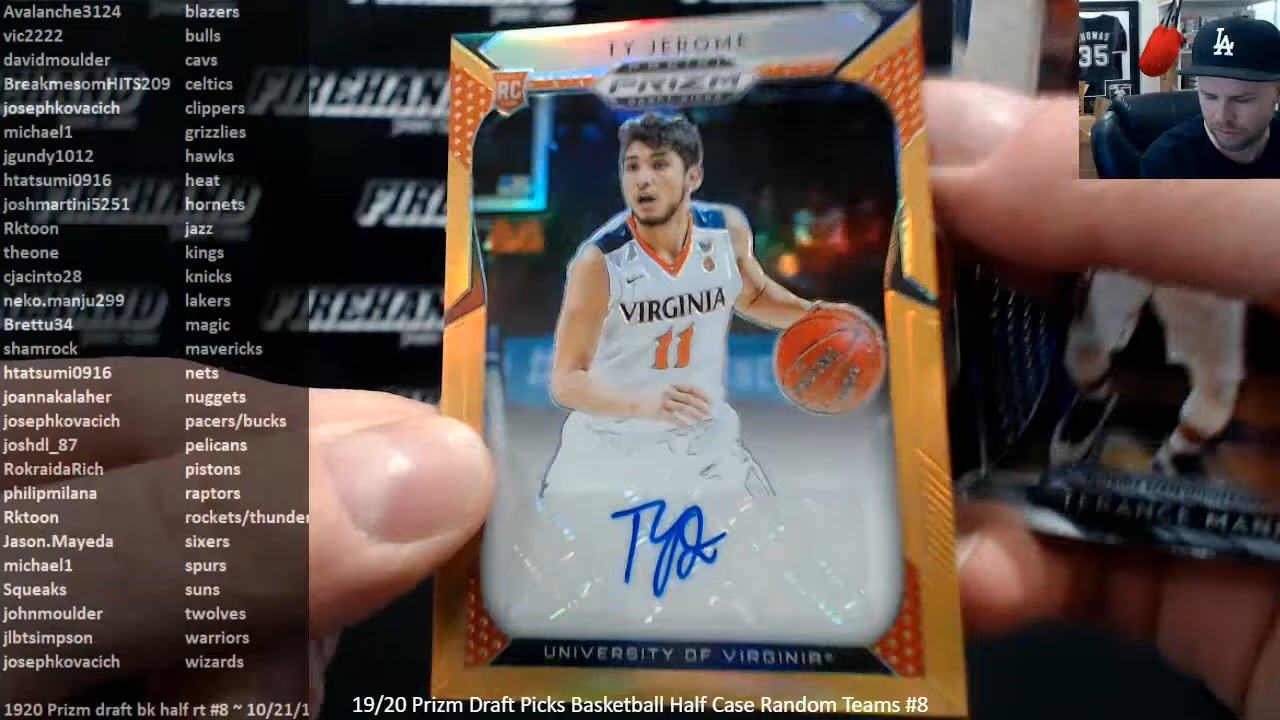 Avalanche3124 blazers
vic2222 bulls
davidmoulder cavs
BreakmesomHITS209 celtics
josephkovacich clippers
michael1 grizzlies
jgundy1012 hawks
htatsumi0916 heat
joshmartini5251 hornets
Rktoon jazz
theone kings
cjacinto28 knicks
neko.manju299 lakers
Brettu34 magic
shamrock mavericks
htatsumi0916 nets
joannakalaher nuggets
josephkovacich pacers/bucks
joshdl_87 pelicans
RokraidaRich pistons
philipmilana raptors
Rktoon rockets/thunder
Jason.Mayeda sixers
michael1 spurs
Squeaks suns
johnmoulder twolves
jlbtsimpson warriors
josephkovacich wizards
1920 Prizm draft bk half rt #8 ~ 10/21/1
TY JEROME
PRIZM
RC
VIRGINIA
11
UNIVERSITY OF VIRGINIA
19/20 Prizm Draft Picks Basketball Half Case Random Teams #8
FIREHAND
FIREHAND
TERANCE MAN
LA
35